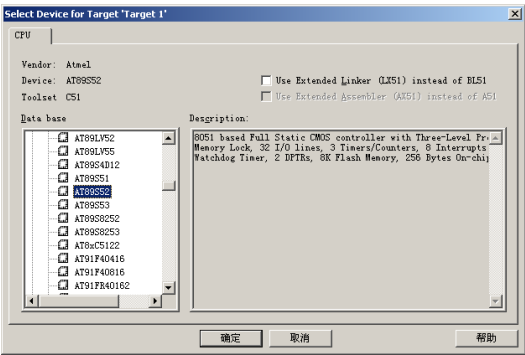 Select Device for Target 'Target 1'
CPU
Vendor: Atmel
Device: AT89S52
Toolset C51
Use Extended Linker (LX51) instead of BL51
Use Extended Assembler (AX51) instead of A51
Data base
Description:
AT89LV52
AT89LV55
AT89S4D12
AT89S51
AT89S52
AT89S53
AT89S8252
AT89S8253
AT8xC5122
AT91F40416
AT91F40816
AT91FR40162
8051 based Full Static CMOS controller with Three-Level Pr
Memory Lock, 32 I/O lines, 3 Timers/Counters, 8 Interrupts
Watchdog Timer, 2 DPTRs, 8K Flash Memory, 256 Bytes On-chi
确定
取消
帮助